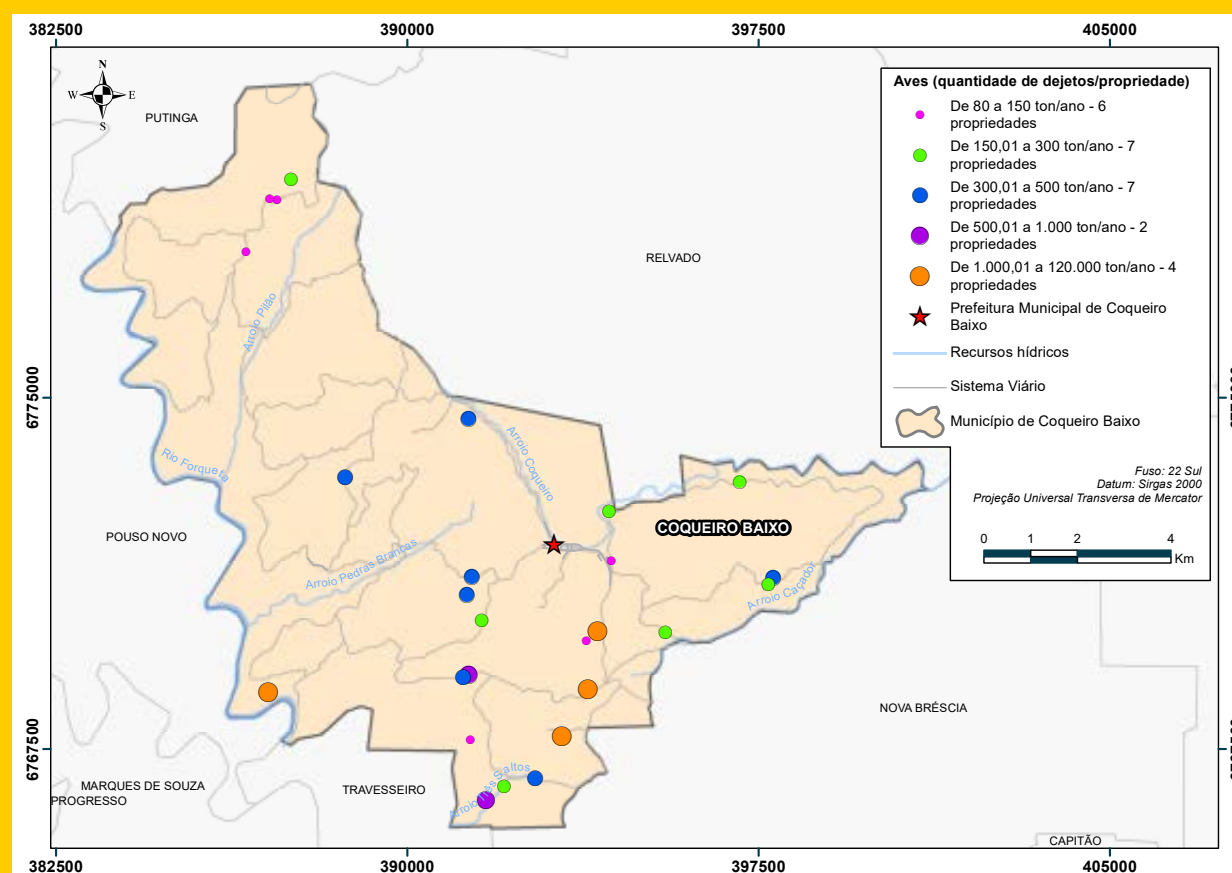 382500
390000
397500
405000
N
W
E
S
PUTINGA
RELVADO
Aves (quantidade de dejetos/propriedade)
De 80 a 150 ton/ano - 6
propriedades
De 150,01 a 300 ton/ano - 7
propriedades
De 300,01 a 500 ton/ano - 7
propriedades
De 500,01 a 1.000 ton/ano - 2
propriedades
De 1.000,01 a 120.000 ton/ano - 4
propriedades
Prefeitura Municipal de Coqueiro
Baixo
Recursos hídricos
Sistema Viário
Município de Coqueiro Baixo
Fuso: 22 Sul
Datum: Sirgas 2000
Projeção Universal Transversa de Mercator
0 1 2 4
Km
6775000
Arroio Pilão
Arroio Coqueiro
Rio Forqueta
COQUEIRO BAIXO
POUSO NOVO
Arroio Pedras Brancas
Arroio Caçador
NOVA BRÉSCIA
6767500
MARQUES DE SOUZA
PROGRESSO
TRAVESSEIRO
CAPITÃO
382500
390000
397500
405000